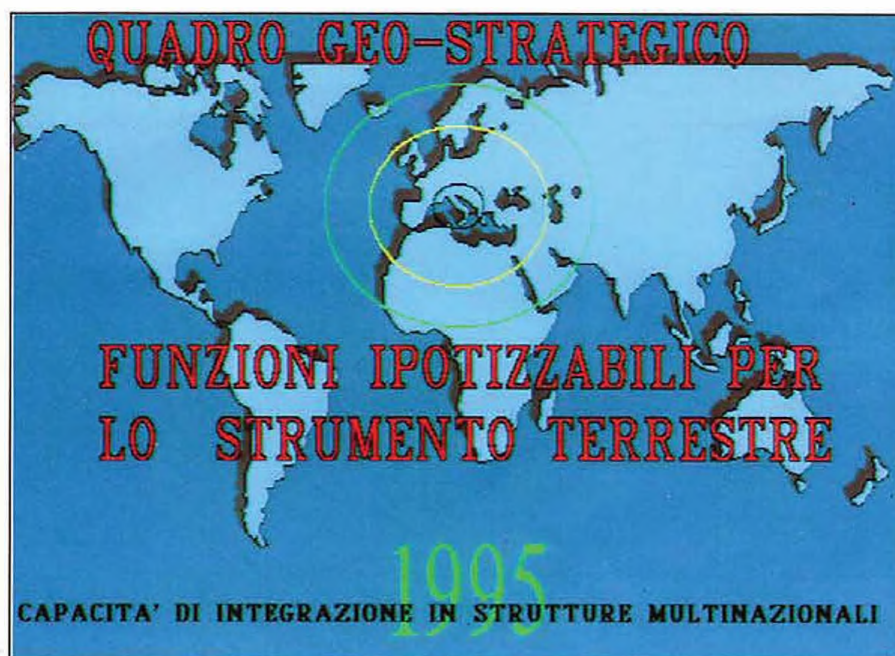 QUADRO GEO-STRATEGICO
FUNZIONI IPOTIZZABILI PER
LO STRUMENTO TERRESTRE
1995
CAPACITA' DI INTEGRAZIONE IN STRUTTURE MULTINAZIONALI